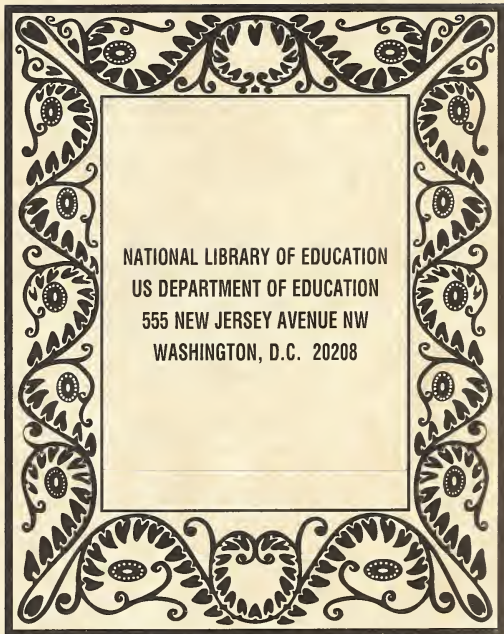 NATIONAL LIBRARY OF EDUCATION
US DEPARTMENT OF EDUCATION
555 NEW JERSEY AVENUE NW
WASHINGTON, D.C. 20208